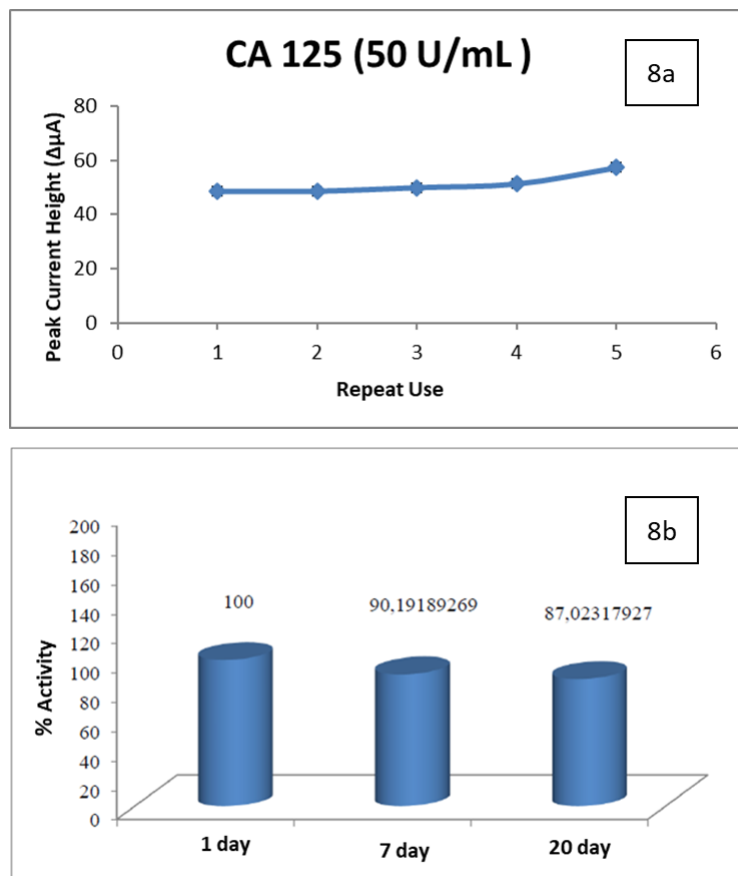 CA 125 (50 U/mL )
8a
Peak Current Height (ΔµA)
80
60
40
20
0
0 1 2 3 4 5 6
Repeat Use
8b
% Activity
200
180
160
140
120
100
80
60
40
20
0
100 90,19189269 87,02317927
1 day 7 day 20 day